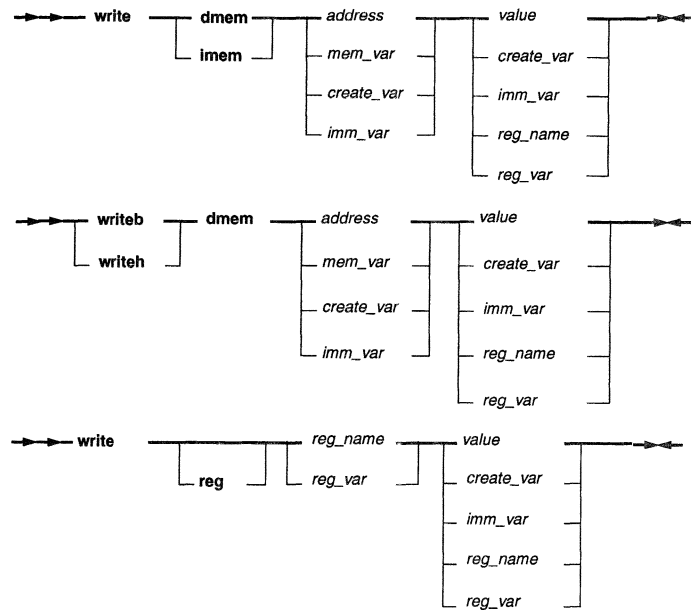 write dmem address value
imem mem_var create_var
create_var imm_var
imm_var reg_name
reg_var
writeb dmem address value
writeh mem_var create_var
create_var imm_var
imm_var reg_name
reg_var
write reg_name value
reg reg_var create_var
imm_var
reg_name
reg_var